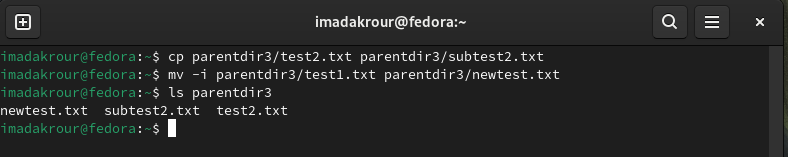 imadakrour@fedora:~
imadakrour@fedora:~$ cp parentdir3/test2.txt parentdir3/subtest2.txt
imadakrour@fedora:~$ mv -i parentdir3/test1.txt parentdir3/newtest.txt
imadakrour@fedora:~$ ls parentdir3
newtest.txt  subtest2.txt  test2.txt
imadakrour@fedora:~$